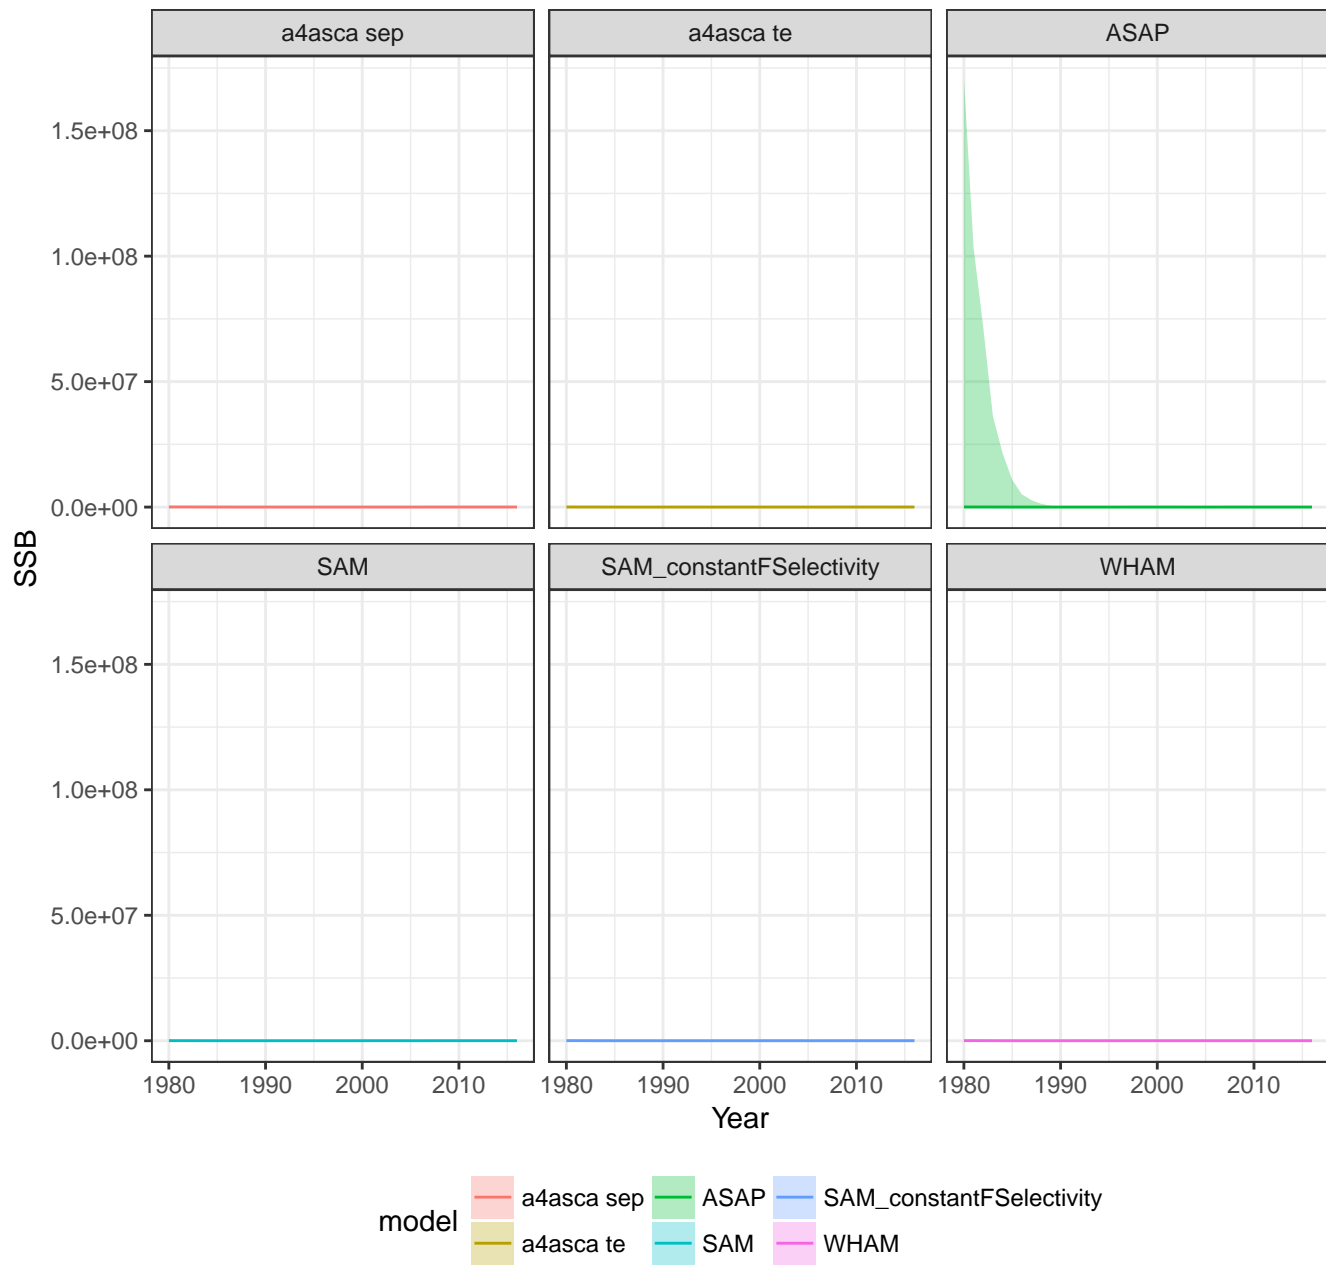 a4asca sep a4asca te ASAP
1.5e+08
1.0e+08
5.0e+07
0.0e+00
SSB
SAM SAM_constantFSelectivity WHAM
1.5e+08
1.0e+08
5.0e+07
0.0e+00
1980 1990 2000 2010 1980 1990 2000 2010 1980 1990 2000 2010
Year
model
a4asca sep ASAP SAM_constantFSelectivity
a4asca te SAM WHAM